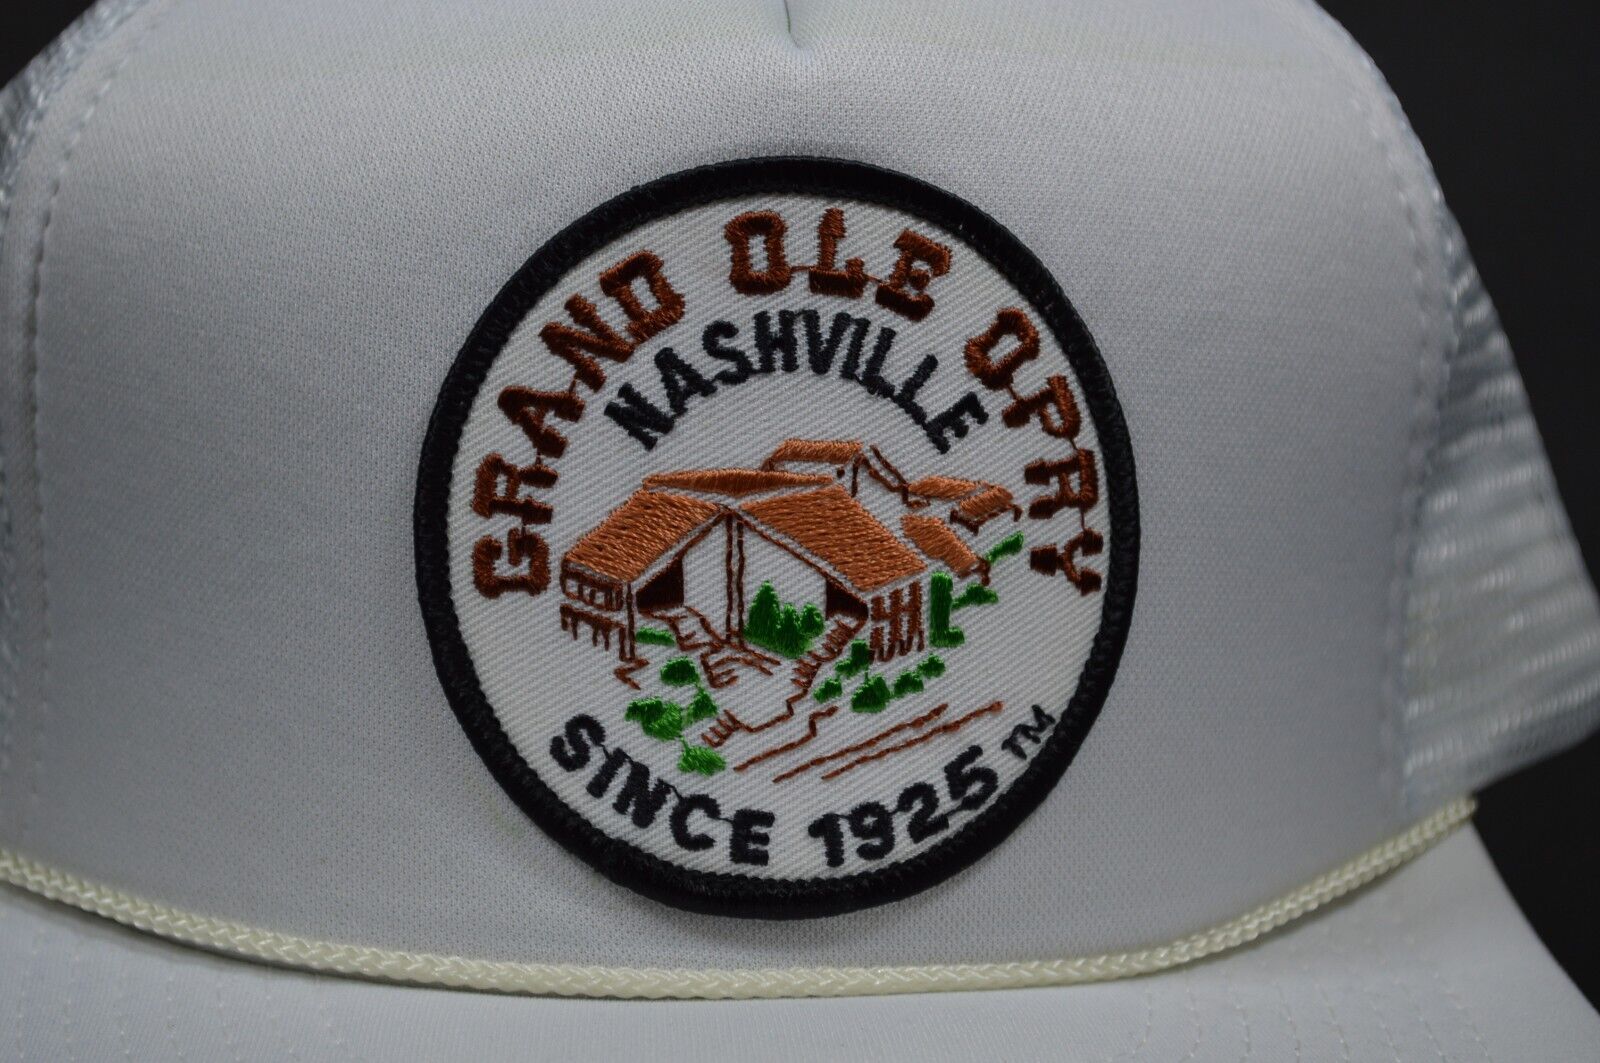 GRAND OLE OPRY
NASHVILLE
SINCE 1925 TM